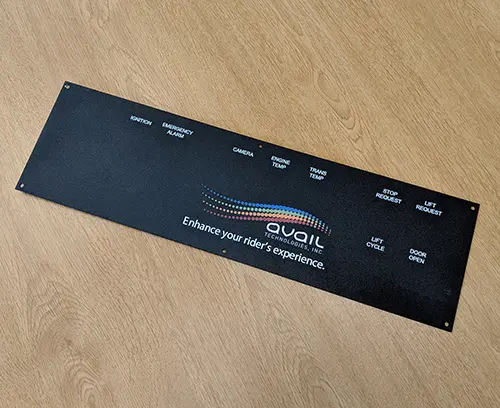 IGNITION
EMERGENCY
ALARM
CAMERA
ENGINE
TEMP
TRANS
TEMP
STOP
REQUEST
LIFT
REQUEST
LIFT
CYCLE
DOOR
OPEN
avail
TECHNOLOGIES, INC
Enhance your rider's experience.